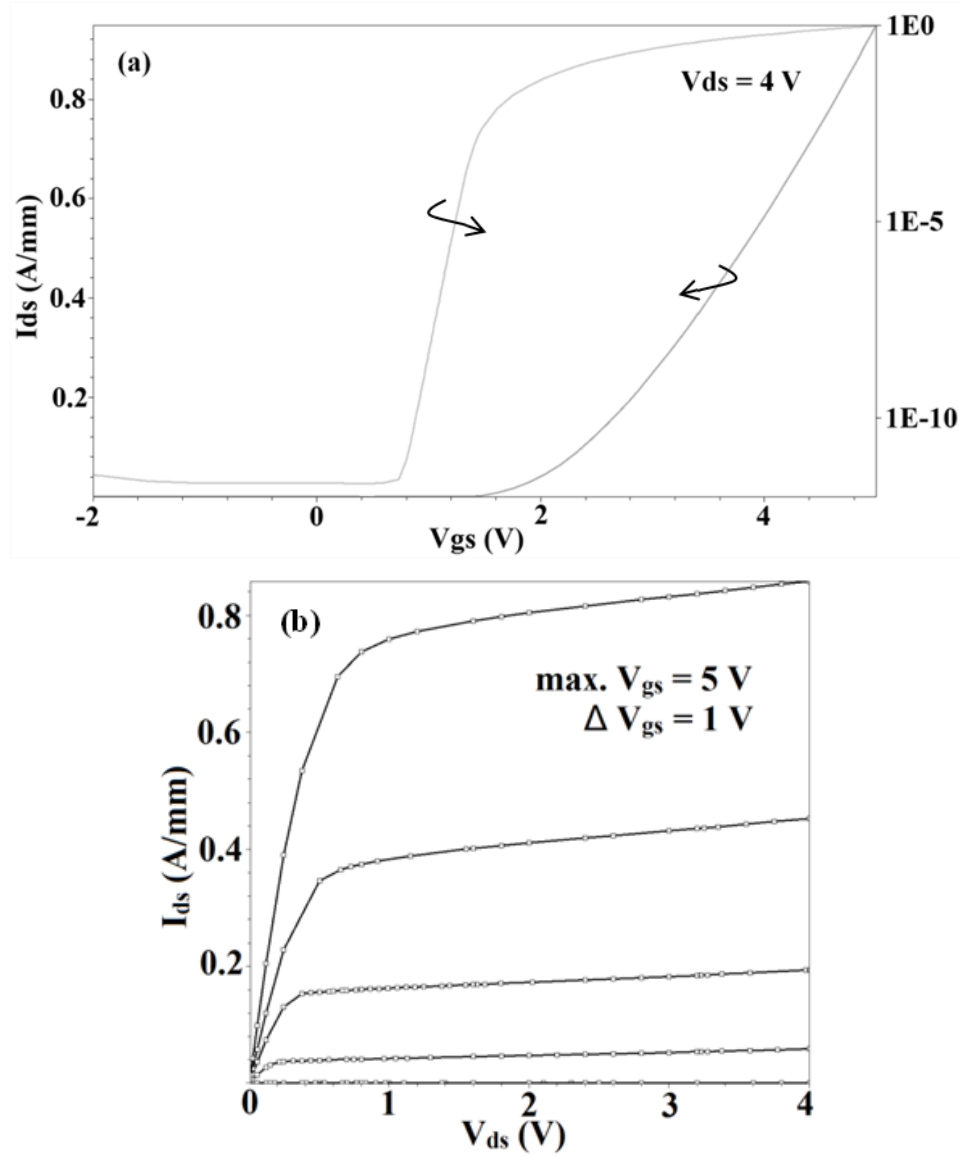 (a)
Vds = 4 V
1E0
0.8
0.6
1E-5
0.4
0.2
1E-10
Ids (A/mm)
-2
0
2
4
Vgs (V)
(b)
max. Vgs = 5 V
Δ Vgs = 1 V
0.8
0.6
0.4
0.2
Ids (A/mm)
0
1
2
3
4
Vds (V)